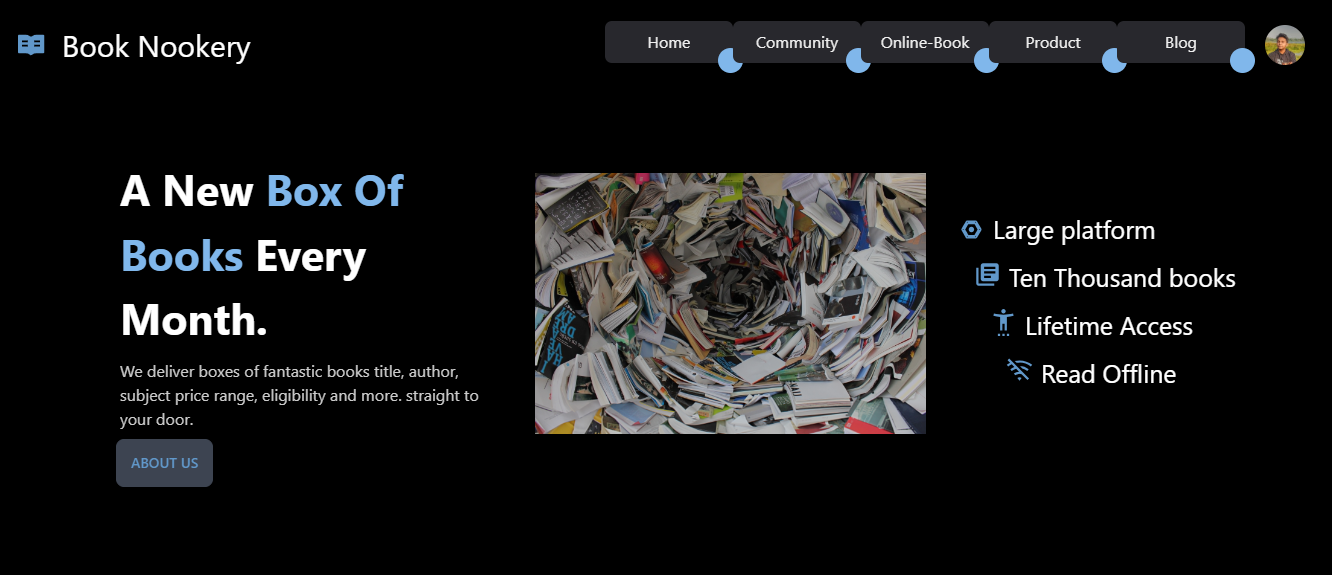 Book Nookery
Home
Community
Online-Book
Product
Blog
A New Box Of
Books Every
Month.
We deliver boxes of fantastic books title, author,
subject price range, eligibility and more. straight to
your door.
ABOUT US
Large platform
Ten Thousand books
Lifetime Access
Read Offline